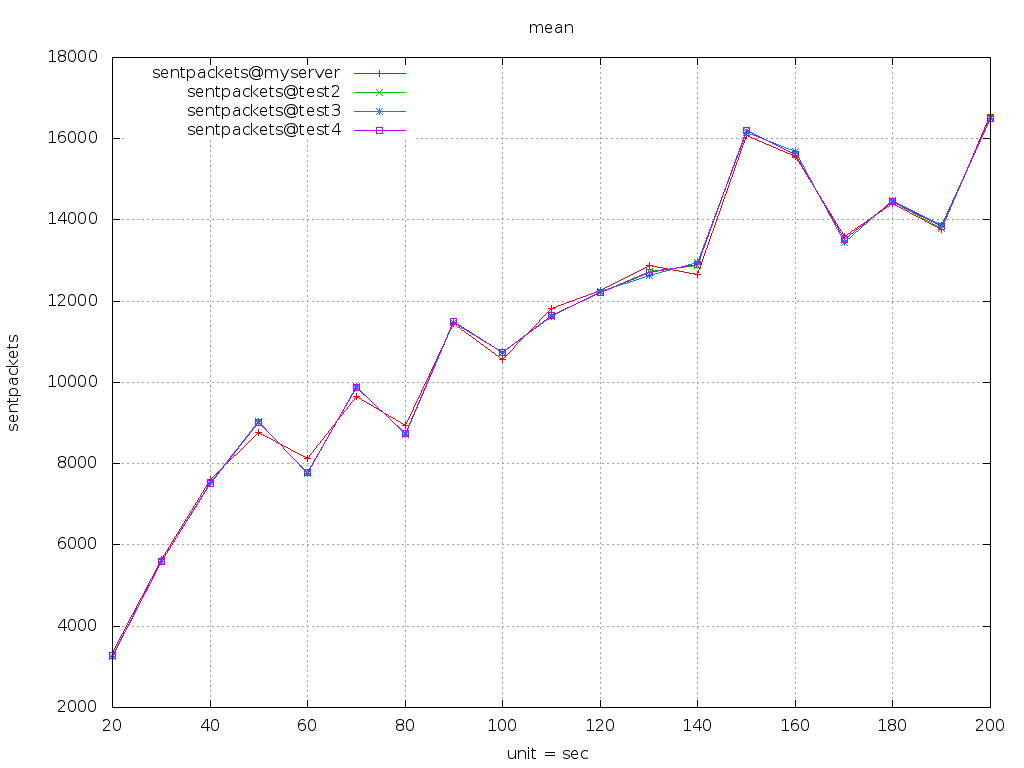 mean
18000
16000
14000
12000
10000
8000
6000
4000
2000
sentpackets
sentpackets@myserver
sentpackets@test2
sentpackets@test3
sentpackets@test4
20 40 60 80 100 120 140 160 180 200
unit = sec